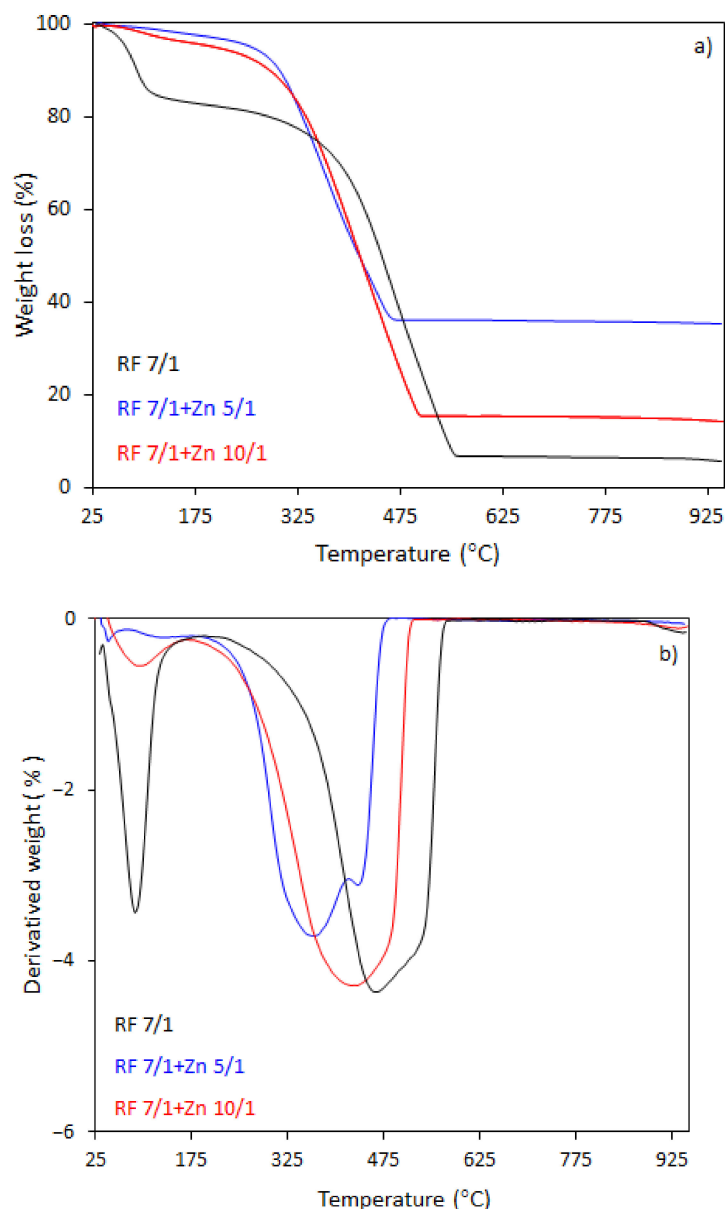 100
80
60
40
20
0
Weight loss (%)
a)
RF 7/1
RF 7/1+Zn 5/1
RF 7/1+Zn 10/1
25 175 325 475 625 775 925
Temperature (°C)
0
−2
−4
−6
Derivatived weight ( % )
b)
RF 7/1
RF 7/1+Zn 5/1
RF 7/1+Zn 10/1
25 175 325 475 625 775 925
Temperature (°C)